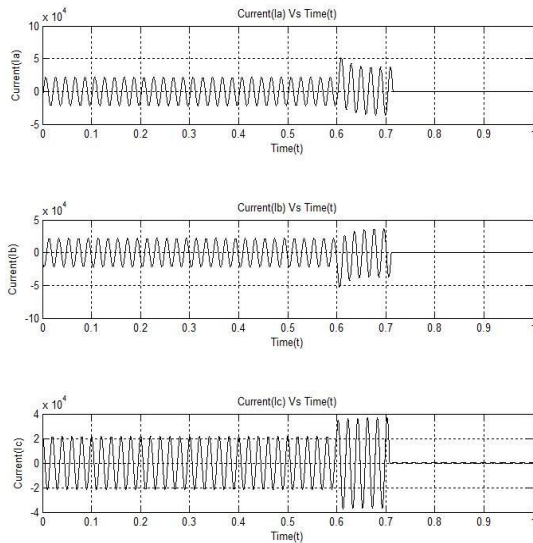 Current(Ia) Vs Time(t)
x 10^4
10
5
0
-5
Current(Ia)
0 0.1 0.2 0.3 0.4 0.5 0.6 0.7 0.8 0.9 1
Time(t)
Current(Ib) Vs Time(t)
x 10^4
5
0
-5
-10
Current(Ib)
0 0.1 0.2 0.3 0.4 0.5 0.6 0.7 0.8 0.9 1
Time(t)
Current(Ic) Vs Time(t)
x 10^4
4
2
0
-2
-4
Current(Ic)
0 0.1 0.2 0.3 0.4 0.5 0.6 0.7 0.8 0.9 1
Time(t)